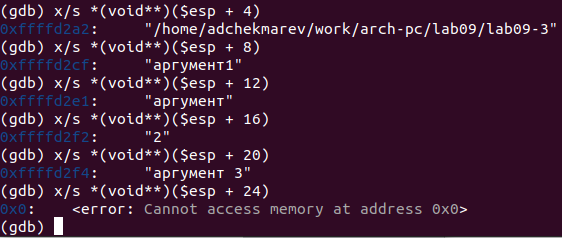 (gdb) x/s *(void**)($esp + 4)
0xffffd2a2:     "/home/adchekmarev/work/arch-pc/lab09/lab09-3"
(gdb) x/s *(void**)($esp + 8)
0xffffd2cf:     "аргумент1"
(gdb) x/s *(void**)($esp + 12)
0xffffd2e1:     "аргумент"
(gdb) x/s *(void**)($esp + 16)
0xffffd2f2:     "2"
(gdb) x/s *(void**)($esp + 20)
0xffffd2f4:     "аргумент 3"
(gdb) x/s *(void**)($esp + 24)
0x0:    <error: Cannot access memory at address 0x0>
(gdb)